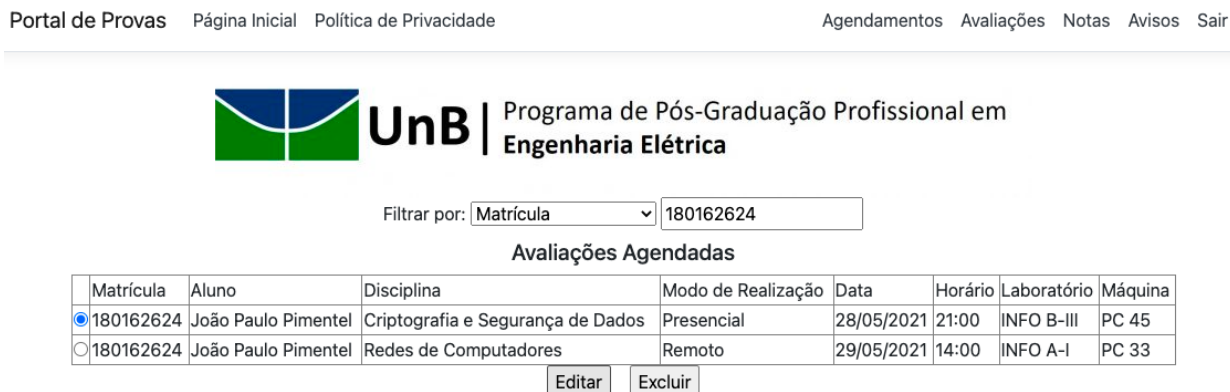 Portal de Provas Página Inicial Política de Privacidade Agendamentos Avaliações Notas Avisos Sair
UnB Programa de Pós-Graduação Profissional em
Engenharia Elétrica
Filtrar por: Matrícula 180162624
Avaliações Agendadas
Matrícula Aluno Disciplina Modo de Realização Data Horário Laboratório Máquina
180162624 João Paulo Pimentel Criptografia e Segurança de Dados Presencial 28/05/2021 21:00 INFO B-III PC 45
180162624 João Paulo Pimentel Redes de Computadores Remoto 29/05/2021 14:00 INFO A-I PC 33
Editar Excluir